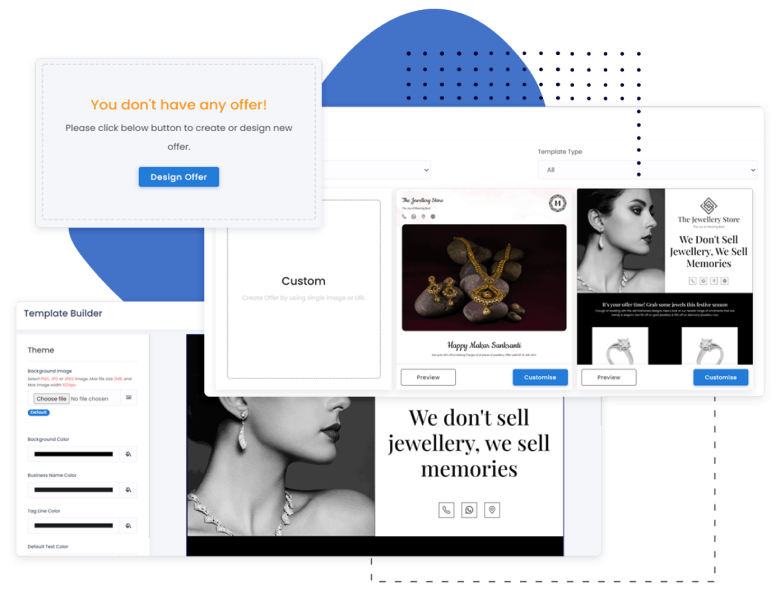 You don't have any offer!
Please click below button to create or design new
offer.
Design Offer
Template Type
All
Custom
Create Offer by using single image or URL
The Jewellery Store
The Joy of Amazing Best
H
Happy Makar Sankranti
Preview
Customise
The Jewellery Store
We Don't Sell
Jewellery, We Sell
Memories
It's your offer time! Grab some jewels this festive season
Preview
Customise
Template Builder
Theme
Background Image
Select PNG, JPG or JPEG image. Max file size 2MB and
Max image width 1024px.
Choose file No file chosen
Default
Background Color
Business Name Color
Tag Line Color
Default Text Color
We don't sell
jewellery, we sell
memories